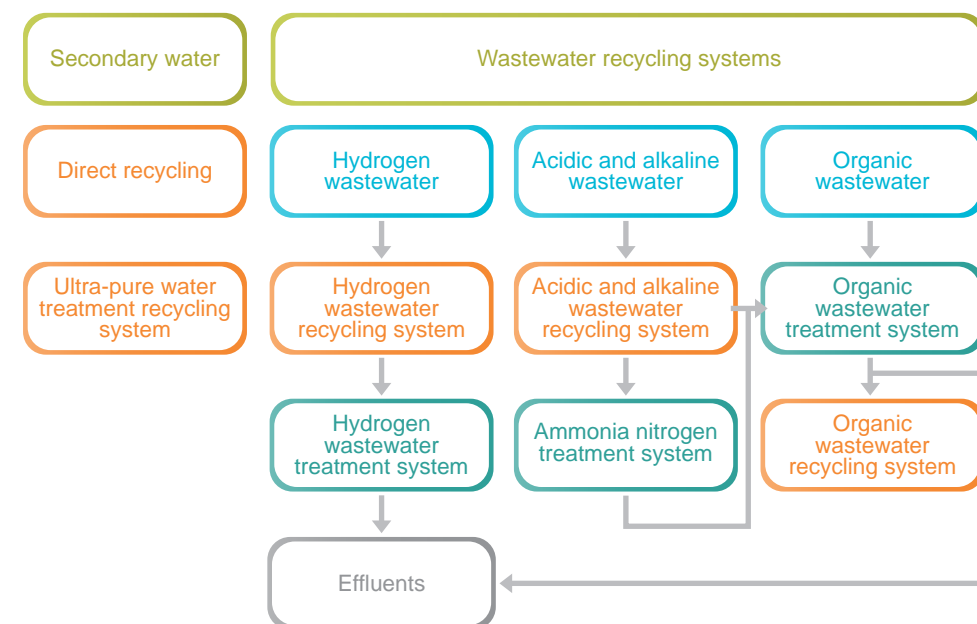 Secondary water
Wastewater recycling systems
Direct recycling
Hydrogen
wastewater
Acidic and alkaline
wastewater
Organic
wastewater
Ultra-pure water
treatment recycling
system
Hydrogen
wastewater
recycling system
Acidic and alkaline
wastewater
recycling system
Organic
wastewater
treatment system
Hydrogen
wastewater
treatment system
Ammonia nitrogen
treatment system
Organic
wastewater
recycling system
Effluents